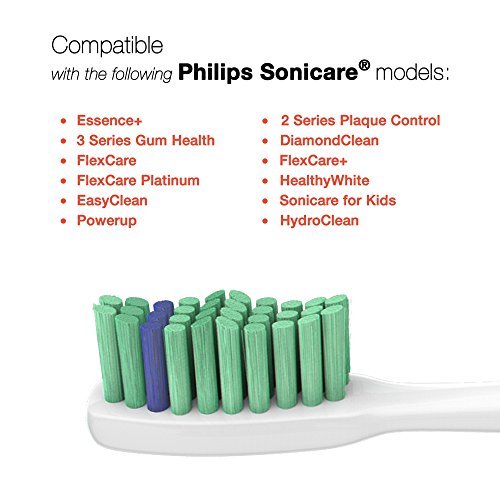 Compatible
with the following Philips Sonicare® models:
• Essence+
• 3 Series Gum Health
• FlexCare
• FlexCare Platinum
• EasyClean
• Powerup
• 2 Series Plaque Control
• DiamondClean
• FlexCare+
• HealthyWhite
• Sonicare for Kids
• HydroClean